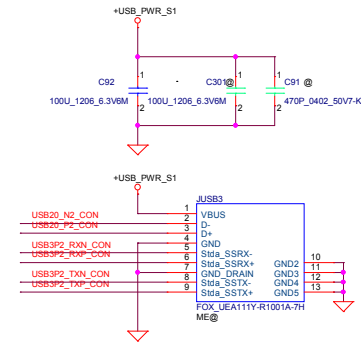 +USB_PWR_S1
1 1 1
C92 - C301@ C91 @
100U_1206_6.3V6M 100U_1206_6.3V6M 470P_0402_50V7-K
2 2 2
+USB_PWR_S1
JUSB3
1 VBUS
USB20_N2_CON 2 D-
USB20_P2_CON 3 D+
4 GND
USB3P2_RXN_CON 5 Stda_SSRX-
USB3P2_RXP_CON 6 Stda_SSRX+ GND2 10
7 GND_DRAIN GND3 11
USB3P2_TXN_CON 8 Stda_SSTX- GND4 12
USB3P2_TXP_CON 9 Stda_SSTX+ GND5 13
FOX_UEA111Y-R1001A-7H
ME@